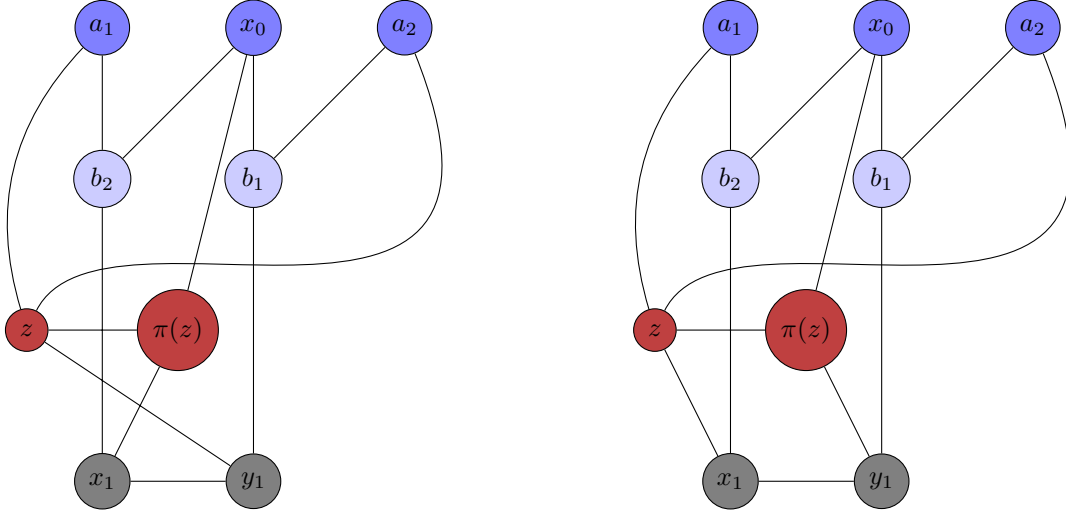 a₁ x₀ a₂ a₁ x₀ a₂
b₂ b₁ b₂ b₁
z π(z) z π(z)
x₁ y₁ x₁ y₁